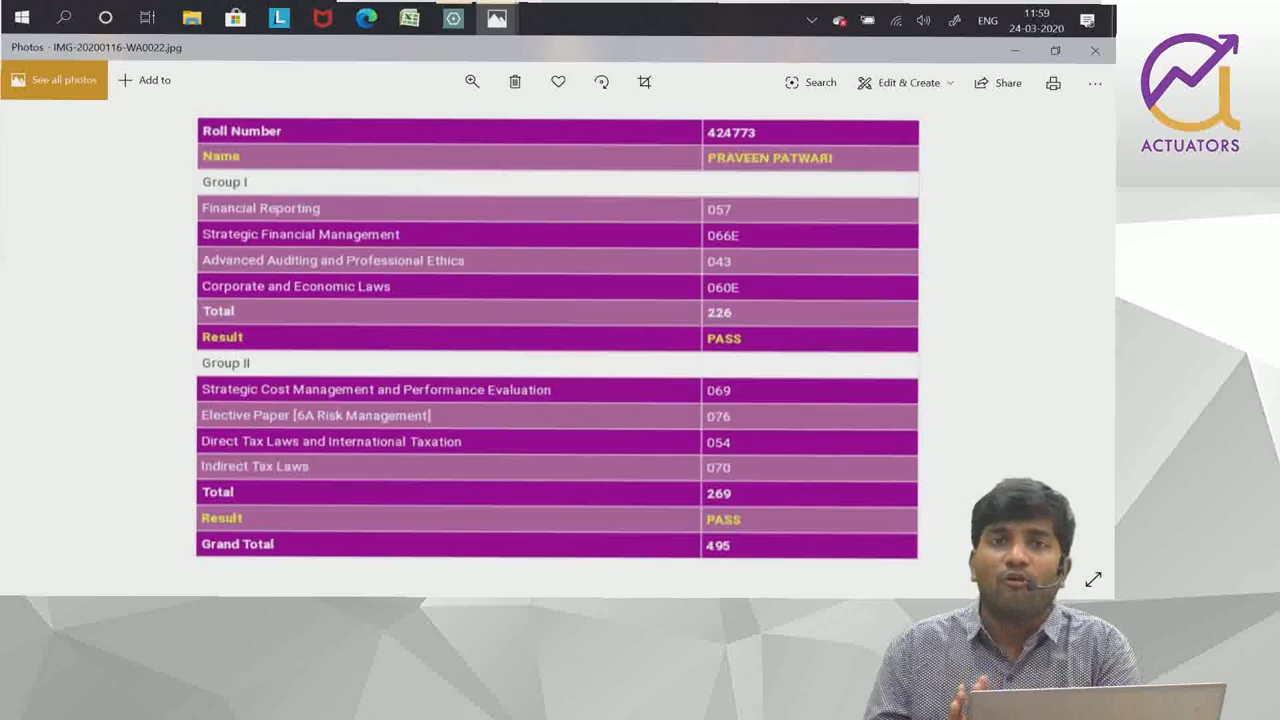 11:59
ENG
24-03-2020
Photos - IMG-20200116-WA0022.jpg
See all photos
Add to
Search
Edit & Create
Share
ACTUATORS
Roll Number 424773
Name PRAVEEN PATWARI
Group I
Financial Reporting 057
Strategic Financial Management 066E
Advanced Auditing and Professional Ethics 043
Corporate and Economic Laws 060E
Total 226
Result PASS
Group II
Strategic Cost Management and Performance Evaluation 069
Elective Paper [6A Risk Management] 076
Direct Tax Laws and International Taxation 054
Indirect Tax Laws 070
Total 269
Result PASS
Grand Total 495